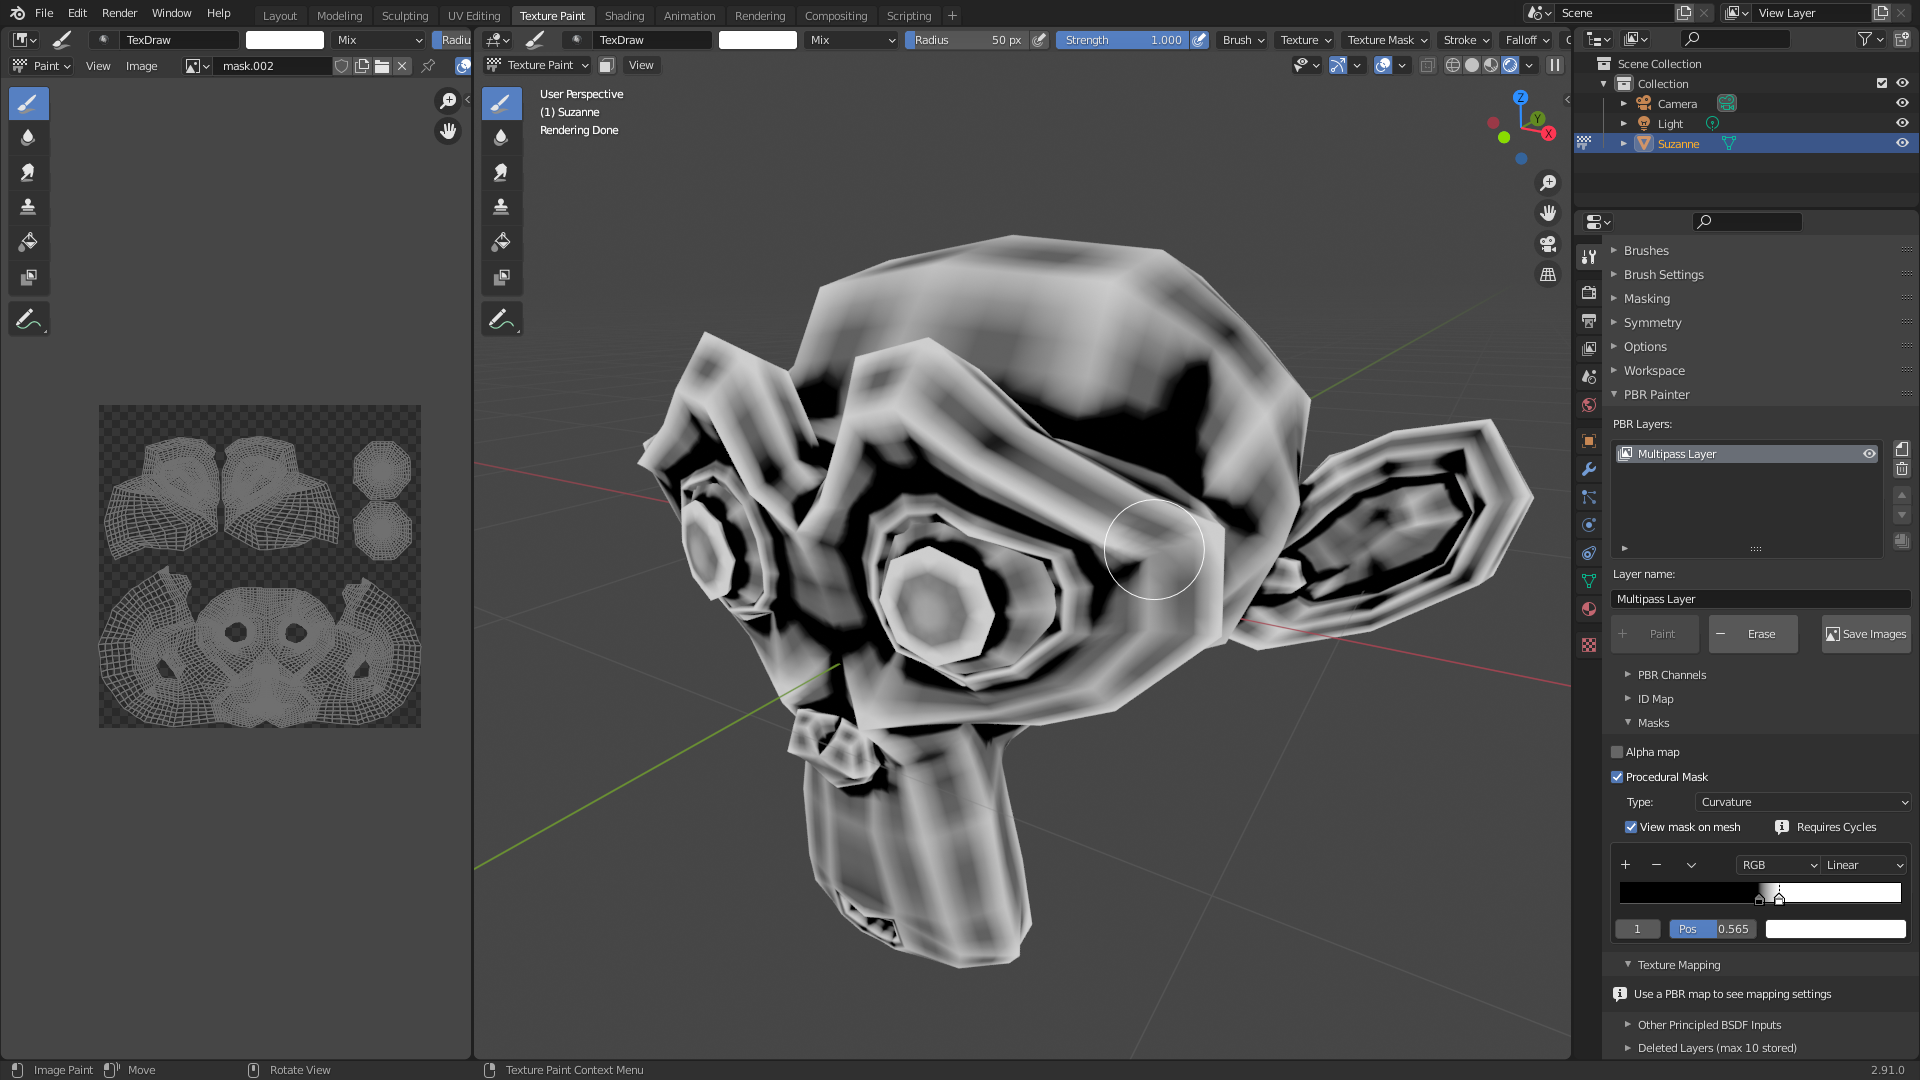 File Edit Render Window Help Layout Modeling Sculpting UV Editing Texture Paint Shading Animation Rendering Compositing Scripting + Scene View Layer
TexDraw Mix Radiu TexDraw Mix Radius 50 px Strength 1.000 Brush Texture Texture Mask Stroke Falloff
Paint View Image mask.002 Texture Paint View
User Perspective
(1) Suzanne
Rendering Done
Z
Y
X
Scene Collection
Collection
Camera
Light
Suzanne
Brushes
Brush Settings
Masking
Symmetry
Options
Workspace
PBR Painter
PBR Layers:
Multipass Layer
Layer name:
Multipass Layer
+ Paint − Erase Save Images
PBR Channels
ID Map
Masks
Alpha map
Procedural Mask
Type: Curvature
View mask on mesh Requires Cycles
+ − RGB Linear
1 Pos 0.565
Texture Mapping
Use a PBR map to see mapping settings
Other Principled BSDF Inputs
Deleted Layers (max 10 stored)
Image Paint Move Rotate View Texture Paint Context Menu 2.91.0